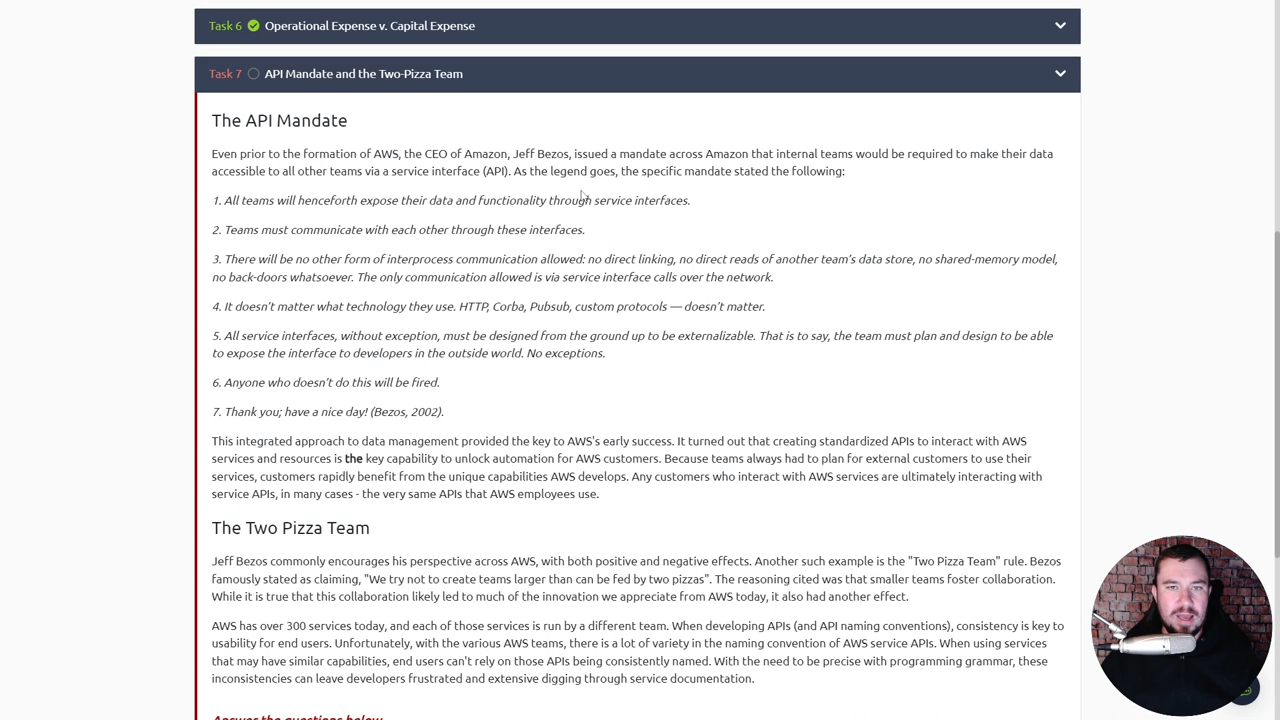 Task 6 Operational Expense v. Capital Expense
Task 7 API Mandate and the Two-Pizza Team
The API Mandate
Even prior to the formation of AWS, the CEO of Amazon, Jeff Bezos, issued a mandate across Amazon that internal teams would be required to make their data
accessible to all other teams via a service interface (API). As the legend goes, the specific mandate stated the following:
1. All teams will henceforth expose their data and functionality through service interfaces.
2. Teams must communicate with each other through these interfaces.
3. There will be no other form of interprocess communication allowed: no direct linking, no direct reads of another team's data store, no shared-memory model,
no back-doors whatsoever. The only communication allowed is via service interface calls over the network.
4. It doesn't matter what technology they use. HTTP, Corba, Pubsub, custom protocols — doesn't matter.
5. All service interfaces, without exception, must be designed from the ground up to be externalizable. That is to say, the team must plan and design to be able
to expose the interface to developers in the outside world. No exceptions.
6. Anyone who doesn't do this will be fired.
7. Thank you; have a nice day! (Bezos, 2002).
This integrated approach to data management provided the key to AWS's early success. It turned out that creating standardized APIs to interact with AWS
services and resources is the key capability to unlock automation for AWS customers. Because teams always had to plan for external customers to use their
services, customers rapidly benefit from the unique capabilities AWS develops. Any customers who interact with AWS services are ultimately interacting with
service APIs, in many cases - the very same APIs that AWS employees use.
The Two Pizza Team
Jeff Bezos commonly encourages his perspective across AWS, with both positive and negative effects. Another such example is the "Two Pizza Team" rule. Bezos
famously stated as claiming, "We try not to create teams larger than can be fed by two pizzas". The reasoning cited was that smaller teams foster collaboration.
While it is true that this collaboration likely led to much of the innovation we appreciate from AWS today, it also had another effect.
AWS has over 300 services today, and each of those services is run by a different team. When developing APIs (and API naming conventions), consistency is key to
usability for end users. Unfortunately, with the various AWS teams, there is a lot of variety in the naming convention of AWS service APIs. When using services
that may have similar capabilities, end users can't rely on those APIs being consistently named. With the need to be precise with programming grammar, these
inconsistencies can leave developers frustrated and extensive digging through service documentation.
Answer the questions below